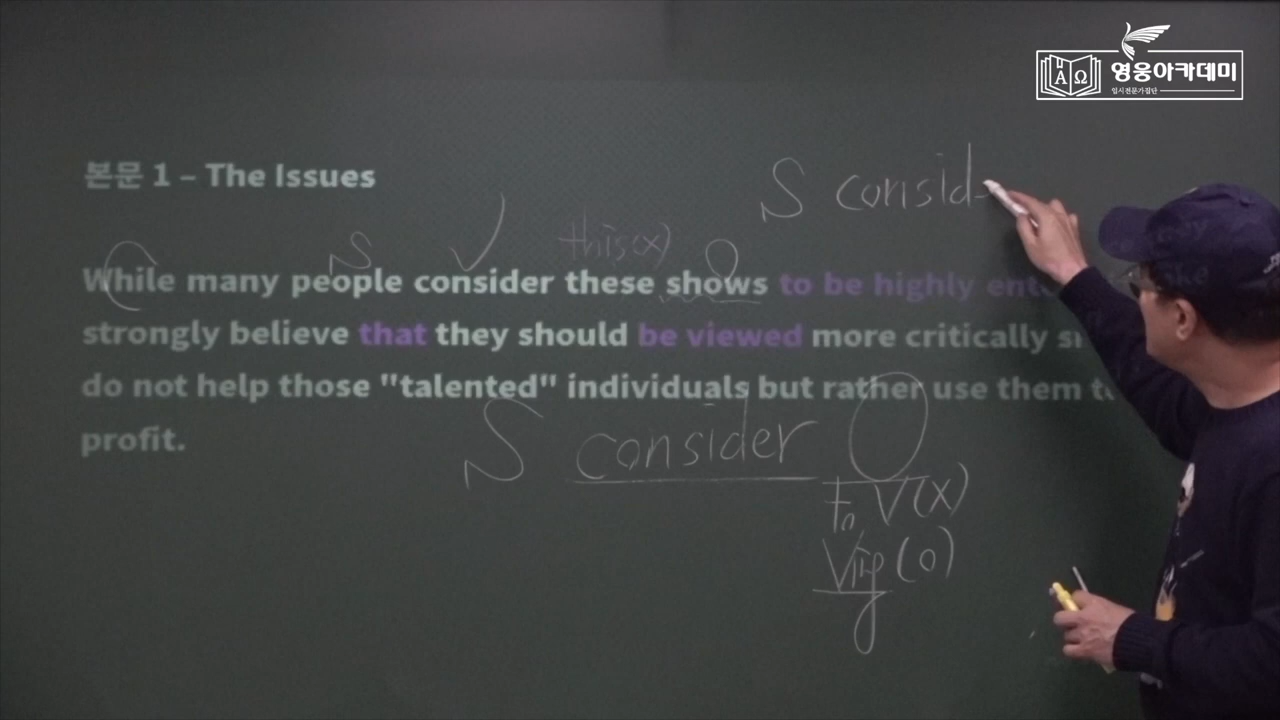 영웅아카데미
입시전문가집단
ΑΩ
본문 1 – The Issues
S consid
S V this(x) O
While many people consider these shows to be highly
strongly believe that they should be viewed more critically
do not help those "talented" individuals but rather use them
profit.
S consider O
to V(X)
Ving(O)